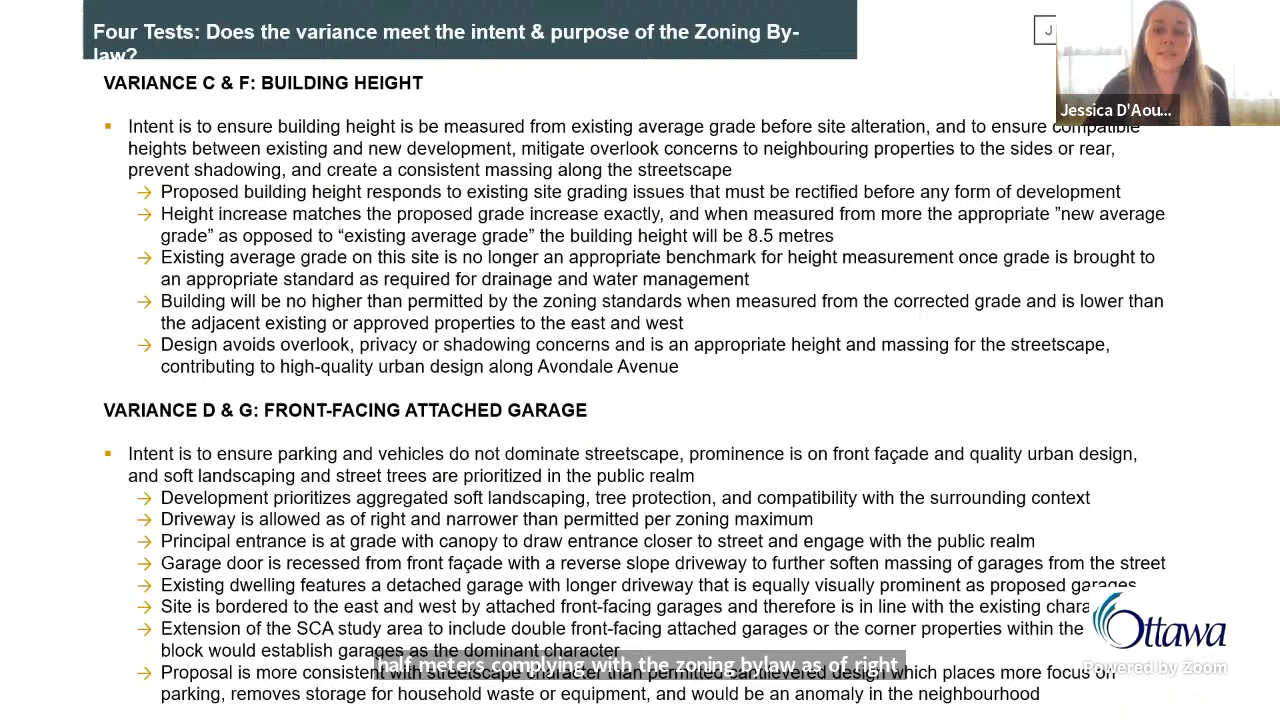 Four Tests: Does the variance meet the intent & purpose of the Zoning By-
law?
J
Jessica D'Aou...
VARIANCE C & F: BUILDING HEIGHT
Intent is to ensure building height is be measured from existing average grade before site alteration, and to ensure compatible
heights between existing and new development, mitigate overlook concerns to neighbouring properties to the sides or rear,
prevent shadowing, and create a consistent massing along the streetscape
→ Proposed building height responds to existing site grading issues that must be rectified before any form of development
→ Height increase matches the proposed grade increase exactly, and when measured from more the appropriate ”new average
grade” as opposed to “existing average grade” the building height will be 8.5 metres
→ Existing average grade on this site is no longer an appropriate benchmark for height measurement once grade is brought to
an appropriate standard as required for drainage and water management
→ Building will be no higher than permitted by the zoning standards when measured from the corrected grade and is lower than
the adjacent existing or approved properties to the east and west
→ Design avoids overlook, privacy or shadowing concerns and is an appropriate height and massing for the streetscape,
contributing to high-quality urban design along Avondale Avenue
VARIANCE D & G: FRONT-FACING ATTACHED GARAGE
Intent is to ensure parking and vehicles do not dominate streetscape, prominence is on front façade and quality urban design,
and soft landscaping and street trees are prioritized in the public realm
→ Development prioritizes aggregated soft landscaping, tree protection, and compatibility with the surrounding context
→ Driveway is allowed as of right and narrower than permitted per zoning maximum
→ Principal entrance is at grade with canopy to draw entrance closer to street and engage with the public realm
→ Garage door is recessed from front façade with a reverse slope driveway to further soften massing of garages from the street
→ Existing dwelling features a detached garage with longer driveway that is equally visually prominent as proposed garages
→ Site is bordered to the east and west by attached front-facing garages and therefore is in line with the existing chara
→ Extension of the SCA study area to include double front-facing attached garages or the corner properties within the
block would establish garages as the dominant character
→ Proposal is more consistent with streetscape character than permitted cantilevered design which places more focus on
parking, removes storage for household waste or equipment, and would be an anomaly in the neighbourhood
half meters complying with the zoning bylaw as of right
Ottawa
Powered by Zoom